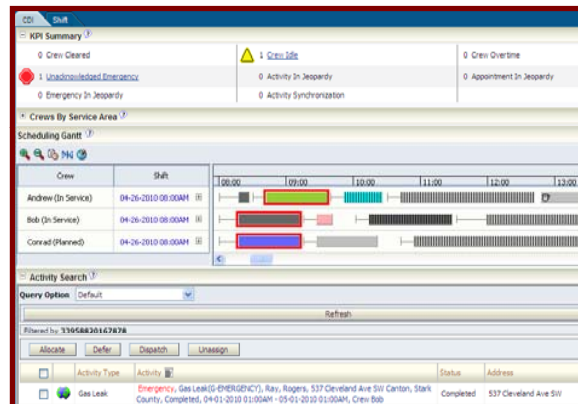 CDI Shift
KPI Summary
0 Crew Cleared 1 Crew Idle 0 Crew Overtime
1 Unacknowledged Emergency 0 Activity In Jeopardy 0 Appointment In Jeopardy
0 Emergency In Jeopardy 0 Activity Synchronization
Crews By Service Area
Scheduling Gantt
Crew Shift 08:00 09:00 10:00 11:00 12:00 13:00
Andrew (In Service) 04-26-2010 08:00AM
Bob (In Service) 04-26-2010 08:00AM
Conrad (Planned) 04-26-2010 08:00AM
Activity Search
Query Option Default
Refresh
Filtered by 33958820167878
Allocate Defer Dispatch Unassign
Activity Type Activity Status Address
Gas Leak Emergency, Gas Leak(G-EMERGENCY), Ray, Rogers, 537 Cleveland Ave SW Canton, Stark Completed 537 Cleveland Ave SW
County, Completed, 04-01-2010 01:00AM - 05-01-2010 01:00AM, Crew Bob